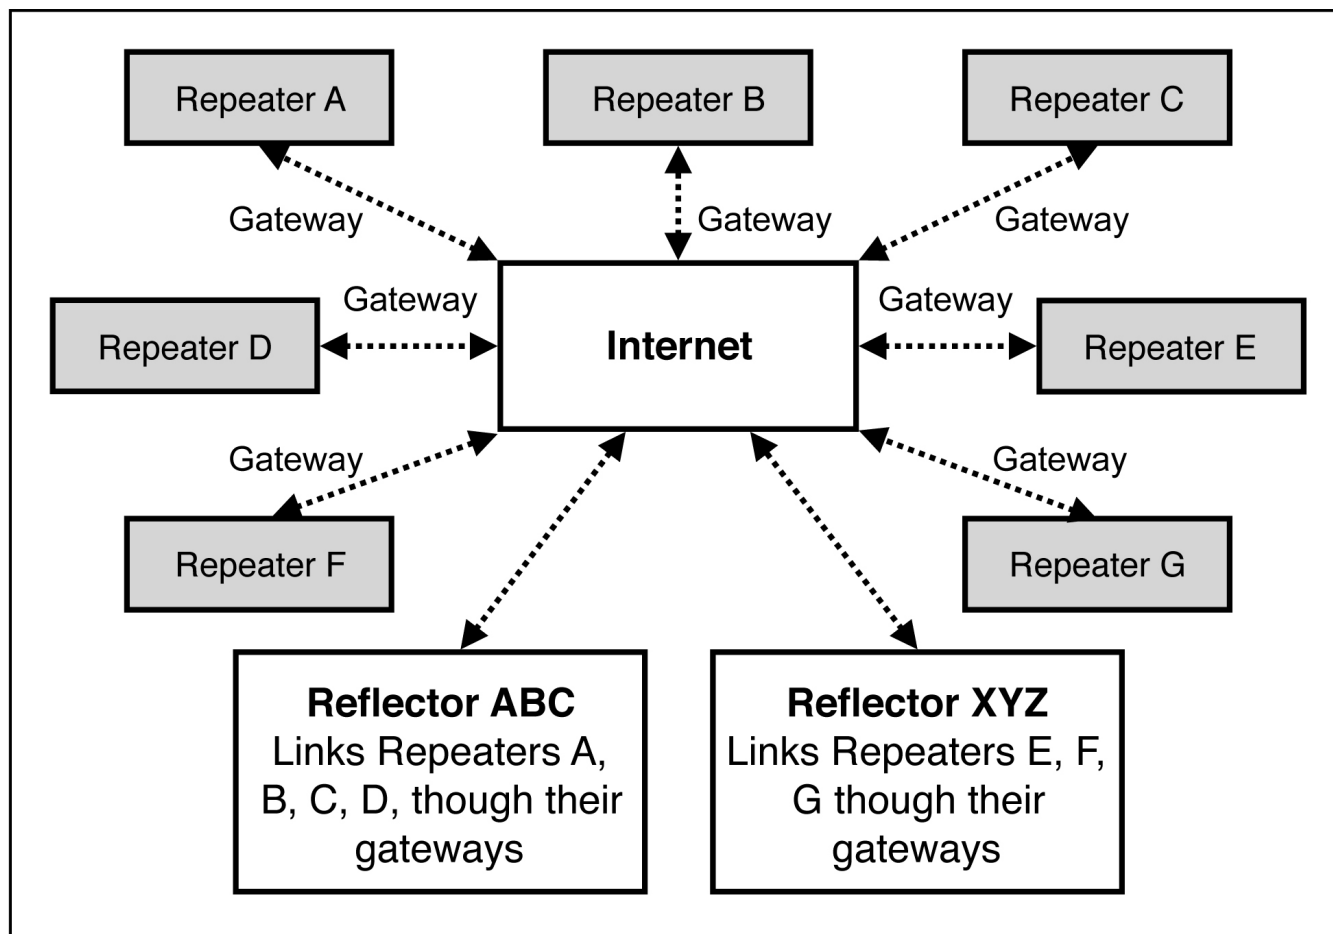 Repeater A
Repeater B
Repeater C
Gateway
Gateway
Gateway
Gateway
Gateway
Repeater D
Internet
Repeater E
Gateway
Gateway
Repeater F
Repeater G
Reflector ABC
Links Repeaters A,
B, C, D, though their
gateways
Reflector XYZ
Links Repeaters E, F,
G though their
gateways